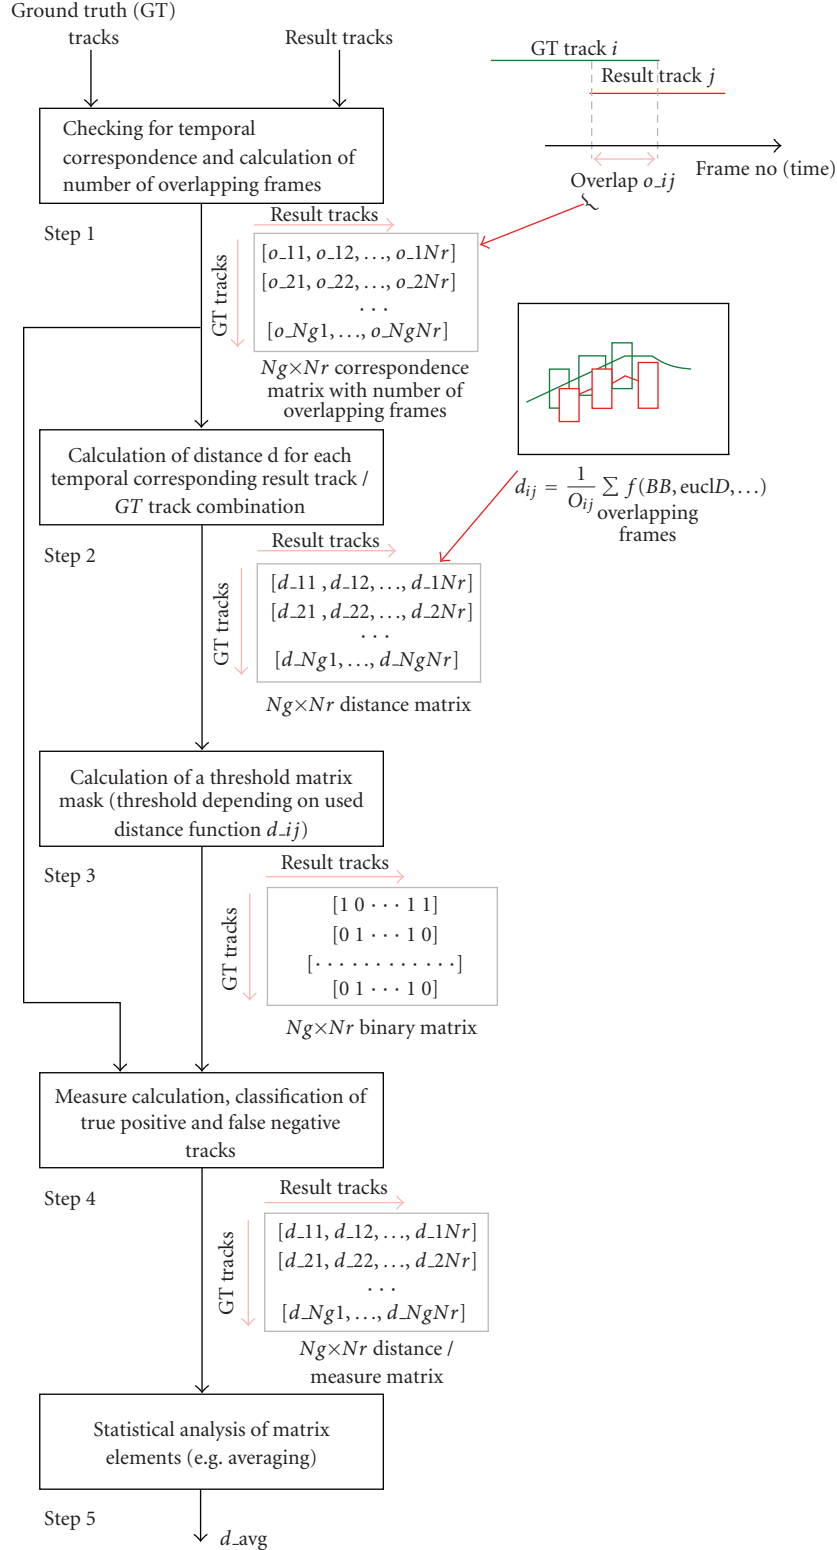 Ground truth (GT)
tracks
Result tracks
GT track i
Result track j
Frame no (time)
Overlap o_ij
Checking for temporal
correspondence and calculation of
number of overlapping frames
Step 1
Result tracks
GT tracks
[o_11, o_12, ..., o_1Nr]
[o_21, o_22, ..., o_2Nr]
...
[o_Ng1, ..., o_NgNr]
Ng×Nr correspondence
matrix with number of
overlapping frames
Calculation of distance d for each
temporal corresponding result track /
GT track combination
d_{ij} = 1/O_{ij} ∑ f(BB, euclD, ...)
overlapping
frames
Step 2
Result tracks
GT tracks
[d_11 , d_12, ..., d_1Nr]
[d_21 , d_22, ..., d_2Nr]
...
[d_Ng1, ..., d_NgNr]
Ng×Nr distance matrix
Calculation of a threshold matrix
mask (threshold depending on used
distance function d_ij)
Step 3
Result tracks
GT tracks
[1 0 · · · 1 1]
[0 1 · · · 1 0]
[· · · · · · · · · · · ·]
[0 1 · · · 1 0]
Ng×Nr binary matrix
Measure calculation, classification of
true positive and false negative
tracks
Step 4
Result tracks
GT tracks
[d_11, d_12, ..., d_1Nr]
[d_21, d_22, ..., d_2Nr]
...
[d_Ng1, ..., d_NgNr]
Ng×Nr distance /
measure matrix
Statistical analysis of matrix
elements (e.g. averaging)
Step 5
d_avg